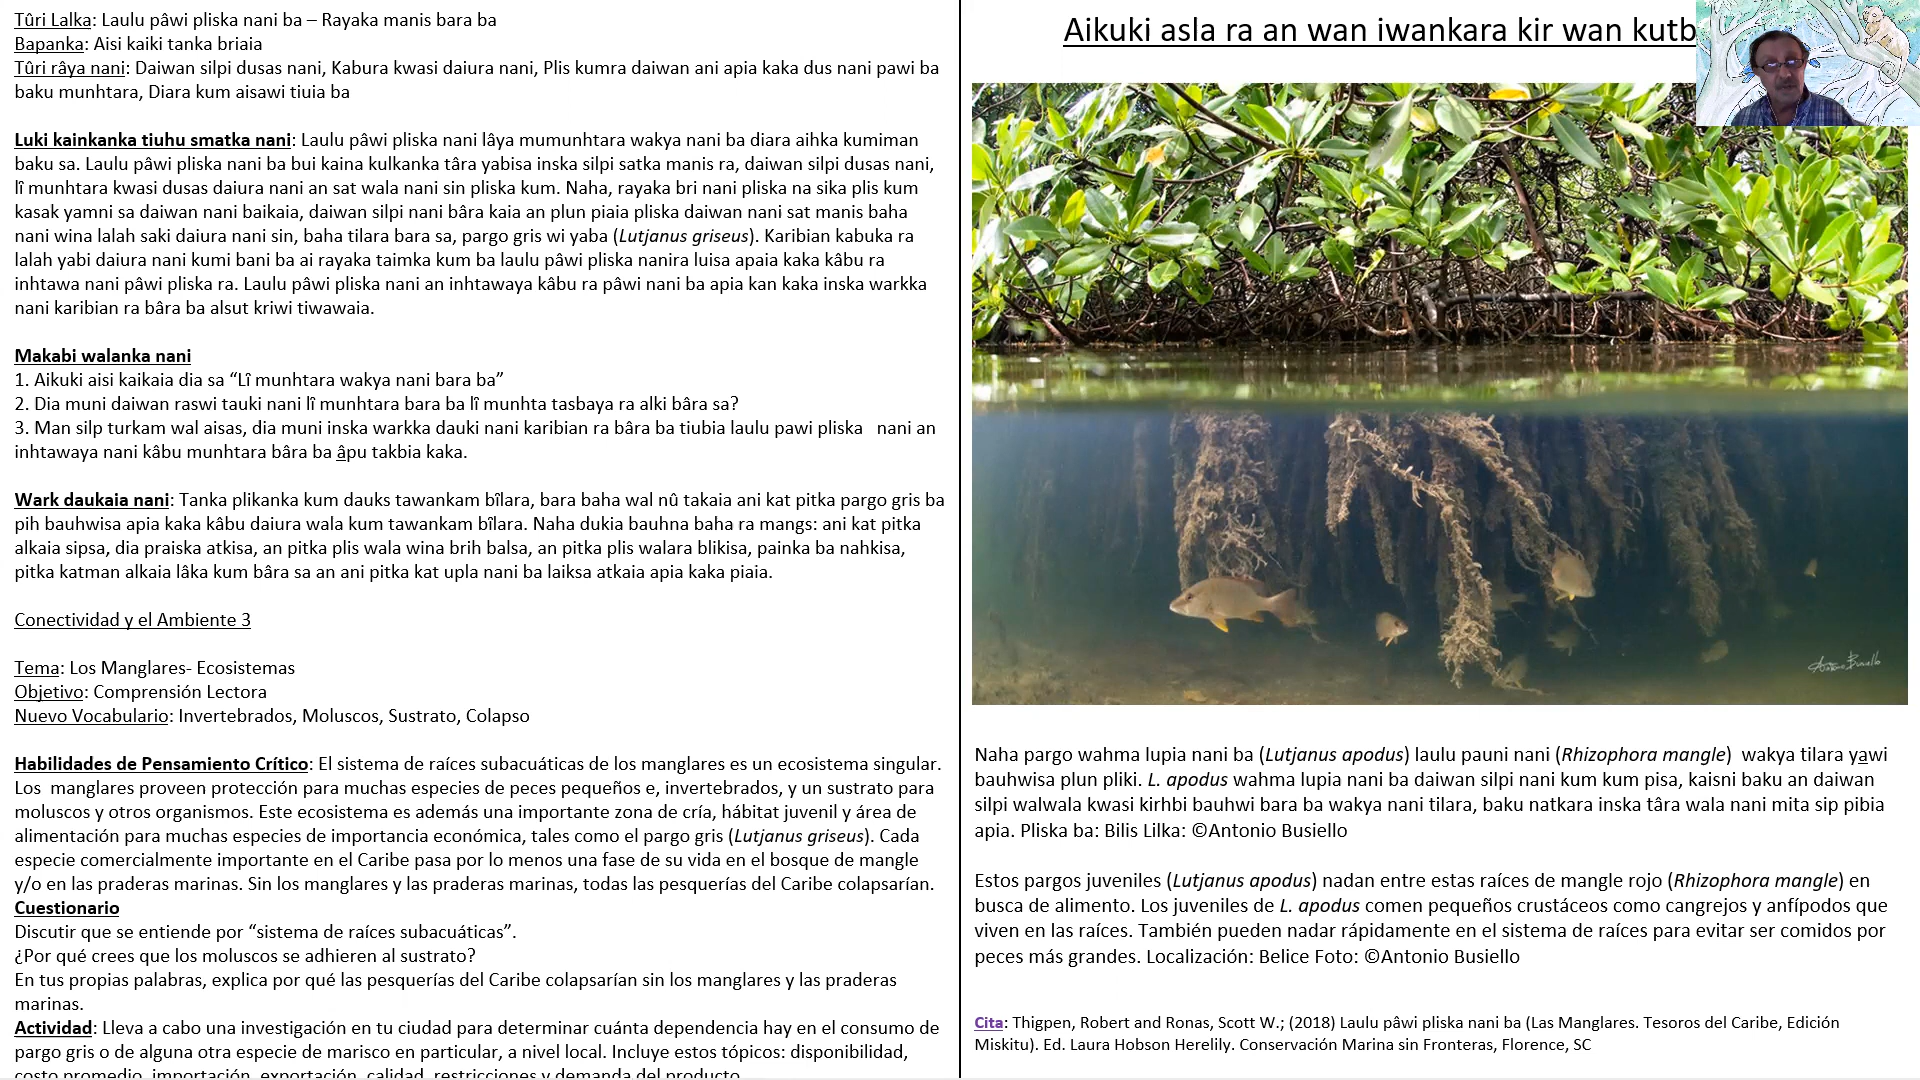 Tûri Lalka: Laulu pâwi pliska nani ba – Rayaka manis bara ba
Bapanka: Aisi kaiki tanka briaia
Tûri râya nani: Daiwan silpi dusas nani, Kabura kwasi daiura nani, Plis kumra daiwan ani apia kaka dus nani pawi ba
baku munhtara, Diara kum aisawi tiuia ba
Luki kainkanka tiuhu smatka nani: Laulu pâwi pliska nani lâya mumunhtara wakya nani ba diara aihka kumiman
baku sa. Laulu pâwi pliska nani ba bui kaina kulkanka târa yabisa inska silpi satka manis ra, daiwan silpi dusas nani,
lî munhtara kwasi dusas daiura nani an sat wala nani sin pliska kum. Naha, rayaka bri nani pliska na sika plis kum
kasak yamni sa daiwan nani baikaia, daiwan silpi nani bâra kaia an plun piaia pliska daiwan nani sat manis baha
nani wina lalah saki daiura nani sin, baha tilara bara sa, pargo gris wi yaba (Lutjanus griseus). Karibian kabuka ra
lalah yabi daiura nani kumi bani ba ai rayaka taimka kum ba laulu pâwi pliska nanira luisa apaia kaka kâbu ra
inhtawa nani pâwi pliska ra. Laulu pâwi pliska nani an inhtawaya kâbu ra pâwi nani ba apia kan kaka inska warkka
nani karibian ra bâra ba alsut kriwi tiwawaia.
Makabi walanka nani
1. Aikuki aisi kaikaia dia sa “Lî munhtara wakya nani bara ba”
2. Dia muni daiwan raswi tauki nani lî munhtara bara ba lî munhta tasbaya ra alki bâra sa?
3. Man silp turkam wal aisas, dia muni inska warkka dauki nani karibian ra bâra ba tiubia laulu pawi pliska nani an
inhtawaya nani kâbu munhtara bâra ba âpu takbia kaka.
Wark daukaia nani: Tanka plikanka kum dauks tawankam bîlara, bara baha wal nû takaia ani kat pitka pargo gris ba
pih bauhwisa apia kaka kâbu daiura wala kum tawankam bîlara. Naha dukia bauhna baha ra mangs: ani kat pitka
alkaia sipsa, dia praiska atkisa, an pitka plis wala wina brih balsa, an pitka plis walara blikisa, painka ba nahkisa,
pitka katman alkaia lâka kum bâra sa an ani pitka kat upla nani ba laiksa atkaia apia kaka piaia.
Conectividad y el Ambiente 3
Tema: Los Manglares- Ecosistemas
Objetivo: Comprensión Lectora
Nuevo Vocabulario: Invertebrados, Moluscos, Sustrato, Colapso
Habilidades de Pensamiento Crítico: El sistema de raíces subacuáticas de los manglares es un ecosistema singular.
Los manglares proveen protección para muchas especies de peces pequeños e, invertebrados, y un sustrato para
moluscos y otros organismos. Este ecosistema es además una importante zona de cría, hábitat juvenil y área de
alimentación para muchas especies de importancia económica, tales como el pargo gris (Lutjanus griseus). Cada
especie comercialmente importante en el Caribe pasa por lo menos una fase de su vida en el bosque de mangle
y/o en las praderas marinas. Sin los manglares y las praderas marinas, todas las pesquerías del Caribe colapsarían.
Cuestionario
Discutir que se entiende por “sistema de raíces subacuáticas”.
¿Por qué crees que los moluscos se adhieren al sustrato?
En tus propias palabras, explica por qué las pesquerías del Caribe colapsarían sin los manglares y las praderas
marinas.
Actividad: Lleva a cabo una investigación en tu ciudad para determinar cuánta dependencia hay en el consumo de
pargo gris o de alguna otra especie de marisco en particular, a nivel local. Incluye estos tópicos: disponibilidad,
costo promedio, importación, exportación, calidad, restricciones y demanda del producto
Aikuki asla ra an wan iwankara kir wan kutb
Antonio Busiello
Naha pargo wahma lupia nani ba (Lutjanus apodus) laulu pauni nani (Rhizophora mangle) wakya tilara yawi
bauhwisa plun pliki. L. apodus wahma lupia nani ba daiwan silpi nani kum kum pisa, kaisni baku an daiwan
silpi walwala kwasi kirhbi bauhwi bara ba wakya nani tilara, baku natkara inska târa wala nani mita sip pibia
apia. Pliska ba: Bilis Lilka: ©Antonio Busiello
Estos pargos juveniles (Lutjanus apodus) nadan entre estas raíces de mangle rojo (Rhizophora mangle) en
busca de alimento. Los juveniles de L. apodus comen pequeños crustáceos como cangrejos y anfípodos que
viven en las raíces. También pueden nadar rápidamente en el sistema de raíces para evitar ser comidos por
peces más grandes. Localización: Belice Foto: ©Antonio Busiello
Cita: Thigpen, Robert and Ronas, Scott W.; (2018) Laulu pâwi pliska nani ba (Las Manglares. Tesoros del Caribe, Edición
Miskitu). Ed. Laura Hobson Herelily. Conservación Marina sin Fronteras, Florence, SC